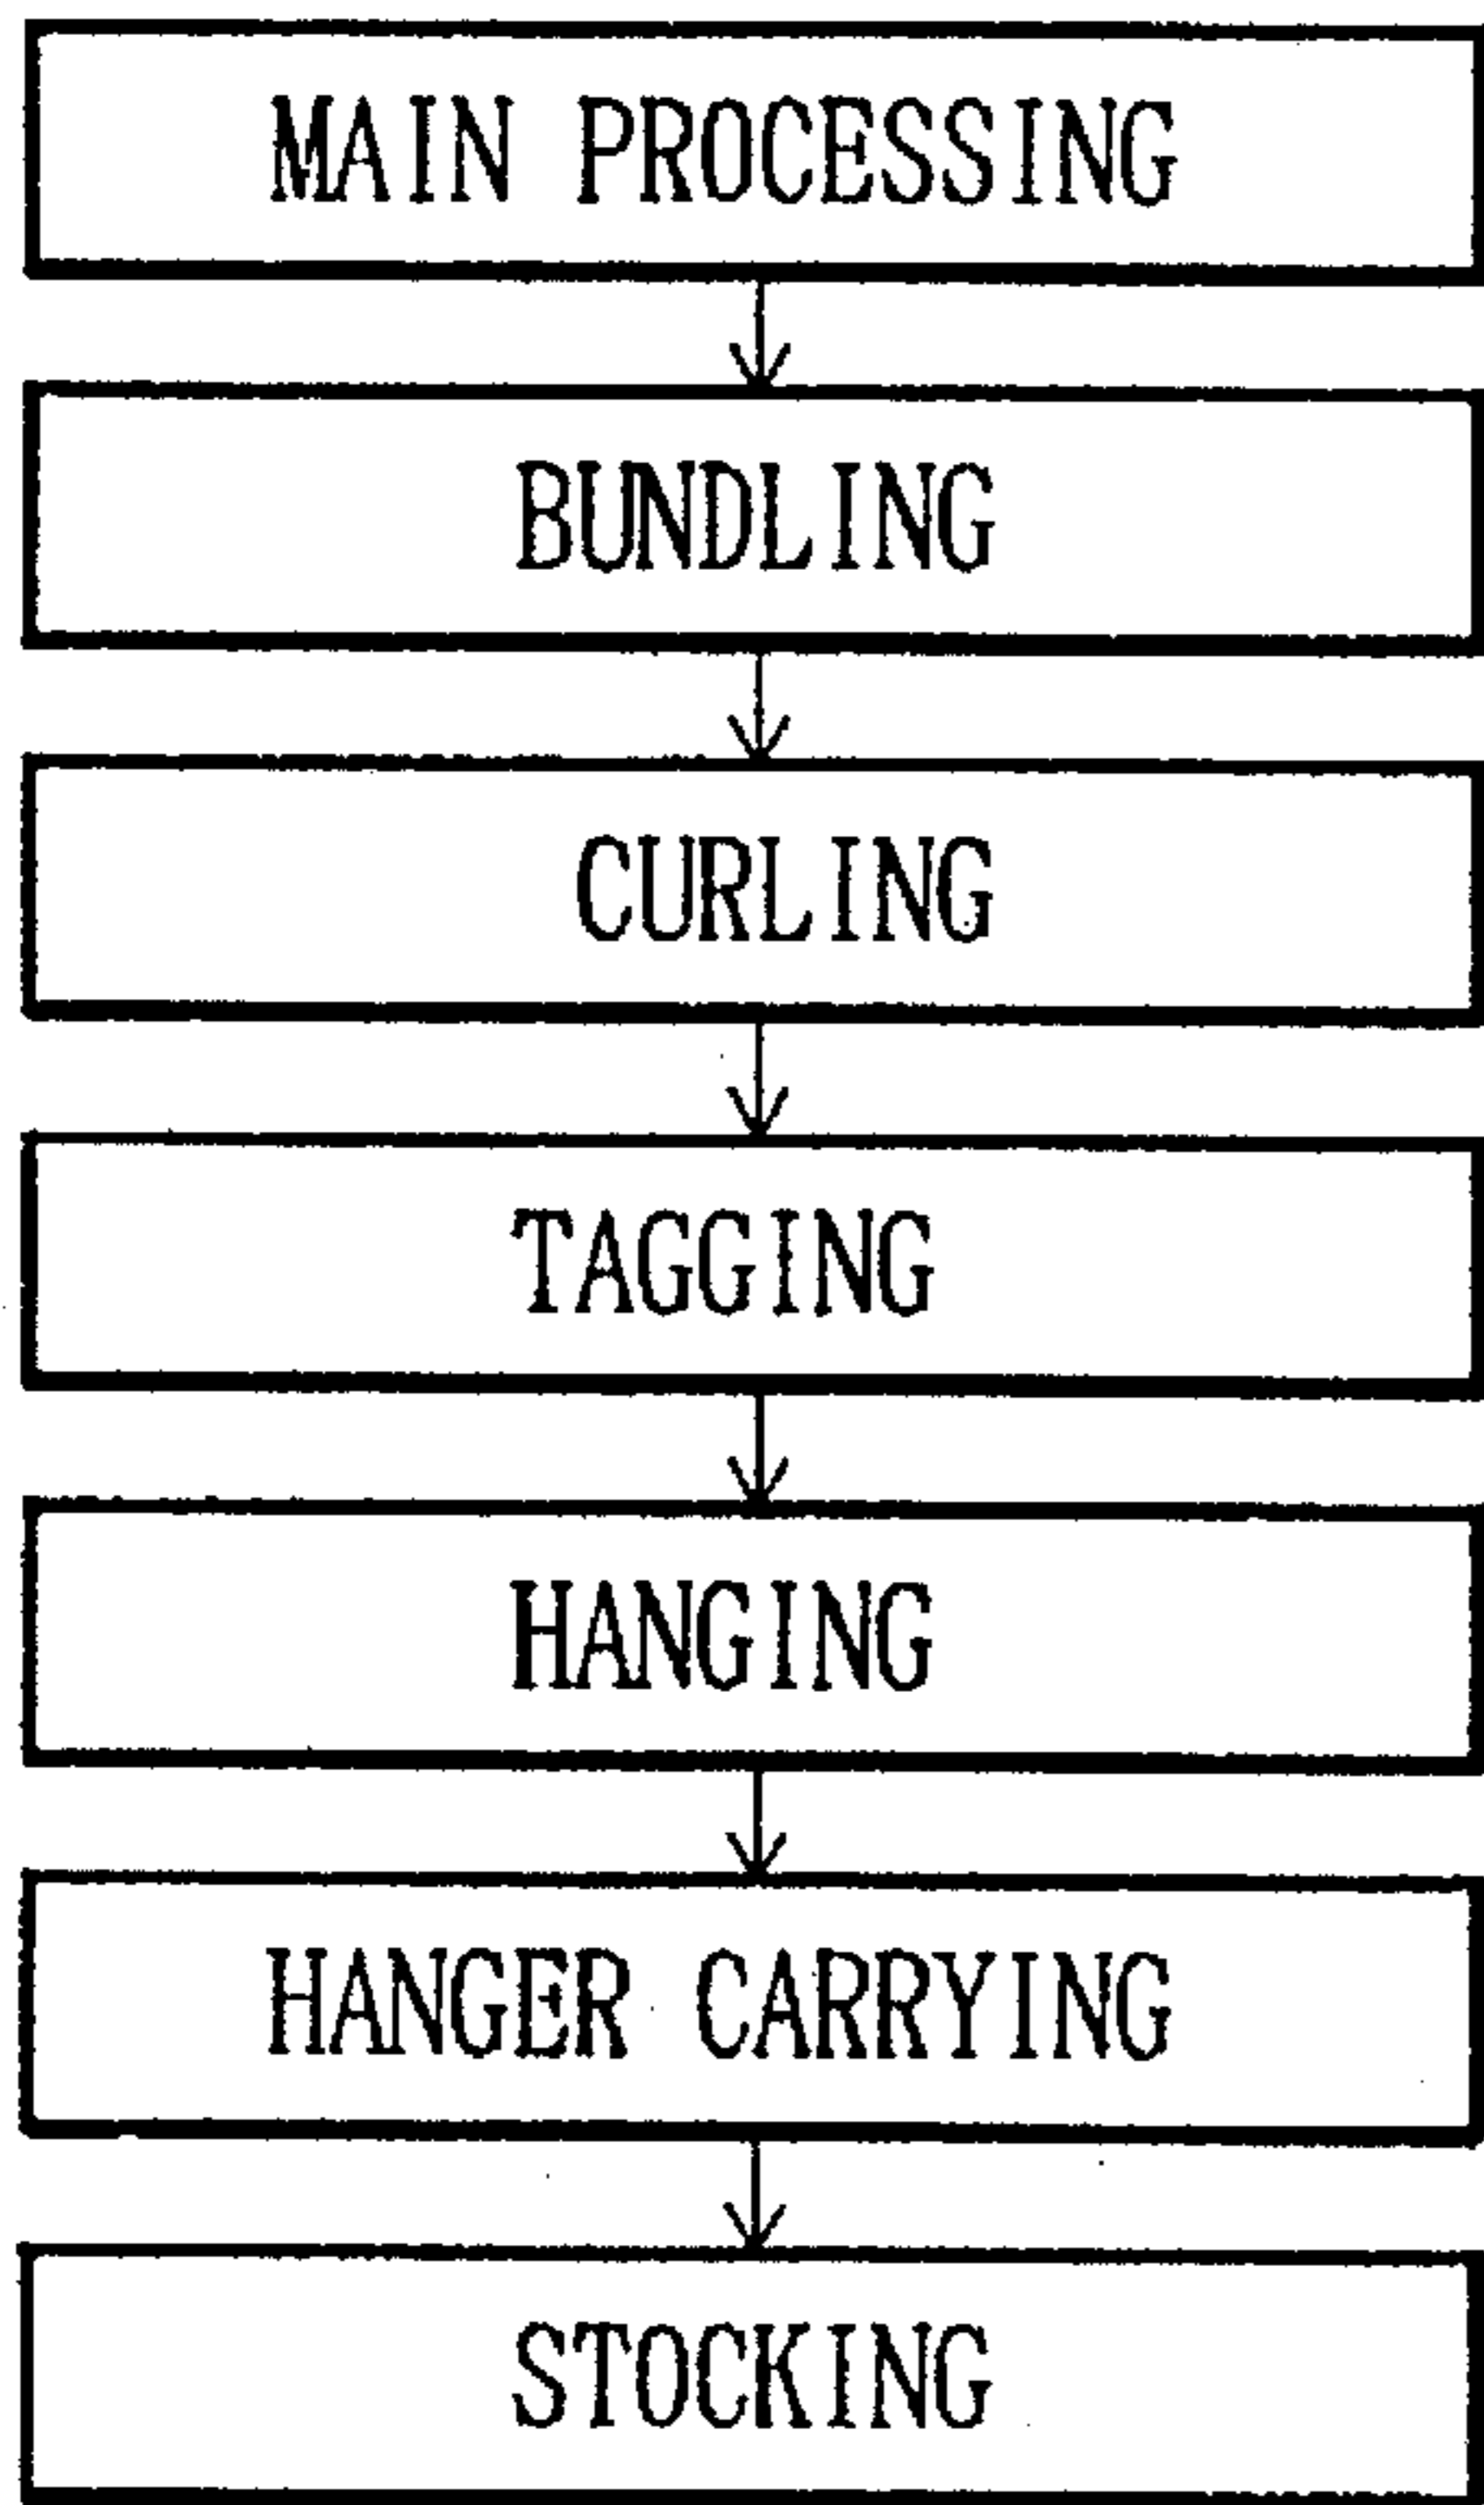 MAIN PROCESSING
BUNDLING
CURLING
TAGGING
HANGING
HANGER CARRYING
STOCKING